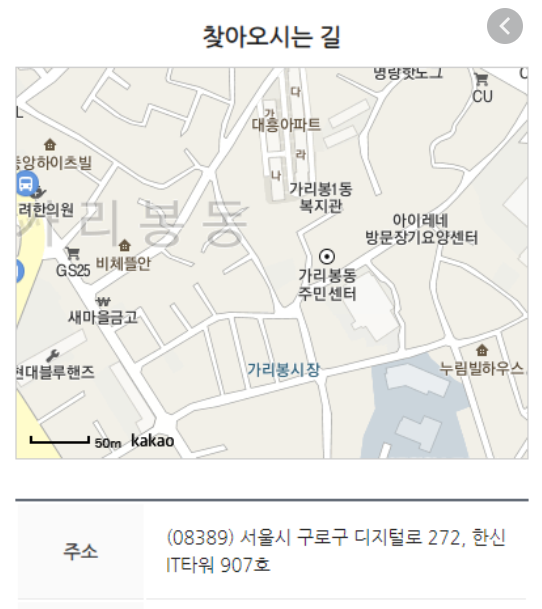 찾아오시는 길
명랑핫도그
CU
다
가
대흥아파트
라
나
중앙하이츠빌
려한의원
가리봉동
가리봉1동
복지관
아이레네
방문장기요양센터
GS25
비체뜰안
가리봉동
주민센터
새마을금고
현대블루핸즈
가리봉시장
누림빌하우스
50m kakao
주소
(08389) 서울시 구로구 디지털로 272, 한신
IT타워 907호